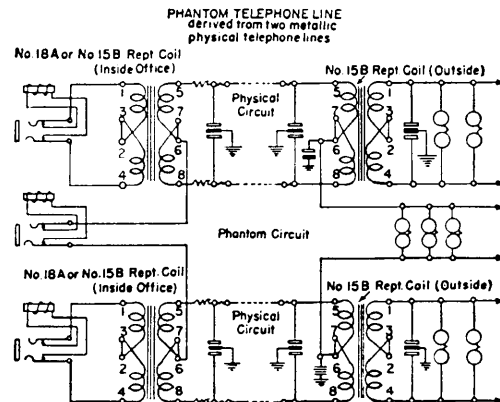 PHANTOM TELEPHONE LINE
derived from two metallic
physical telephone lines
No.18A or No 15B Rept Coil
(Inside Office)
No.15B Rept Coil (Outside)
1 5 5 1
3 7 7 3
2 6 6 2
4 8 8 4
Physical
Circuit
Phantom Circuit
No.18A or No.15B Rept. Coil
(Inside Office)
No 15B Rept. Coil (Outside)
1 5 5 1
3 7 7 3
2 6 6 2
4 8 8 4
Physical
Circuit